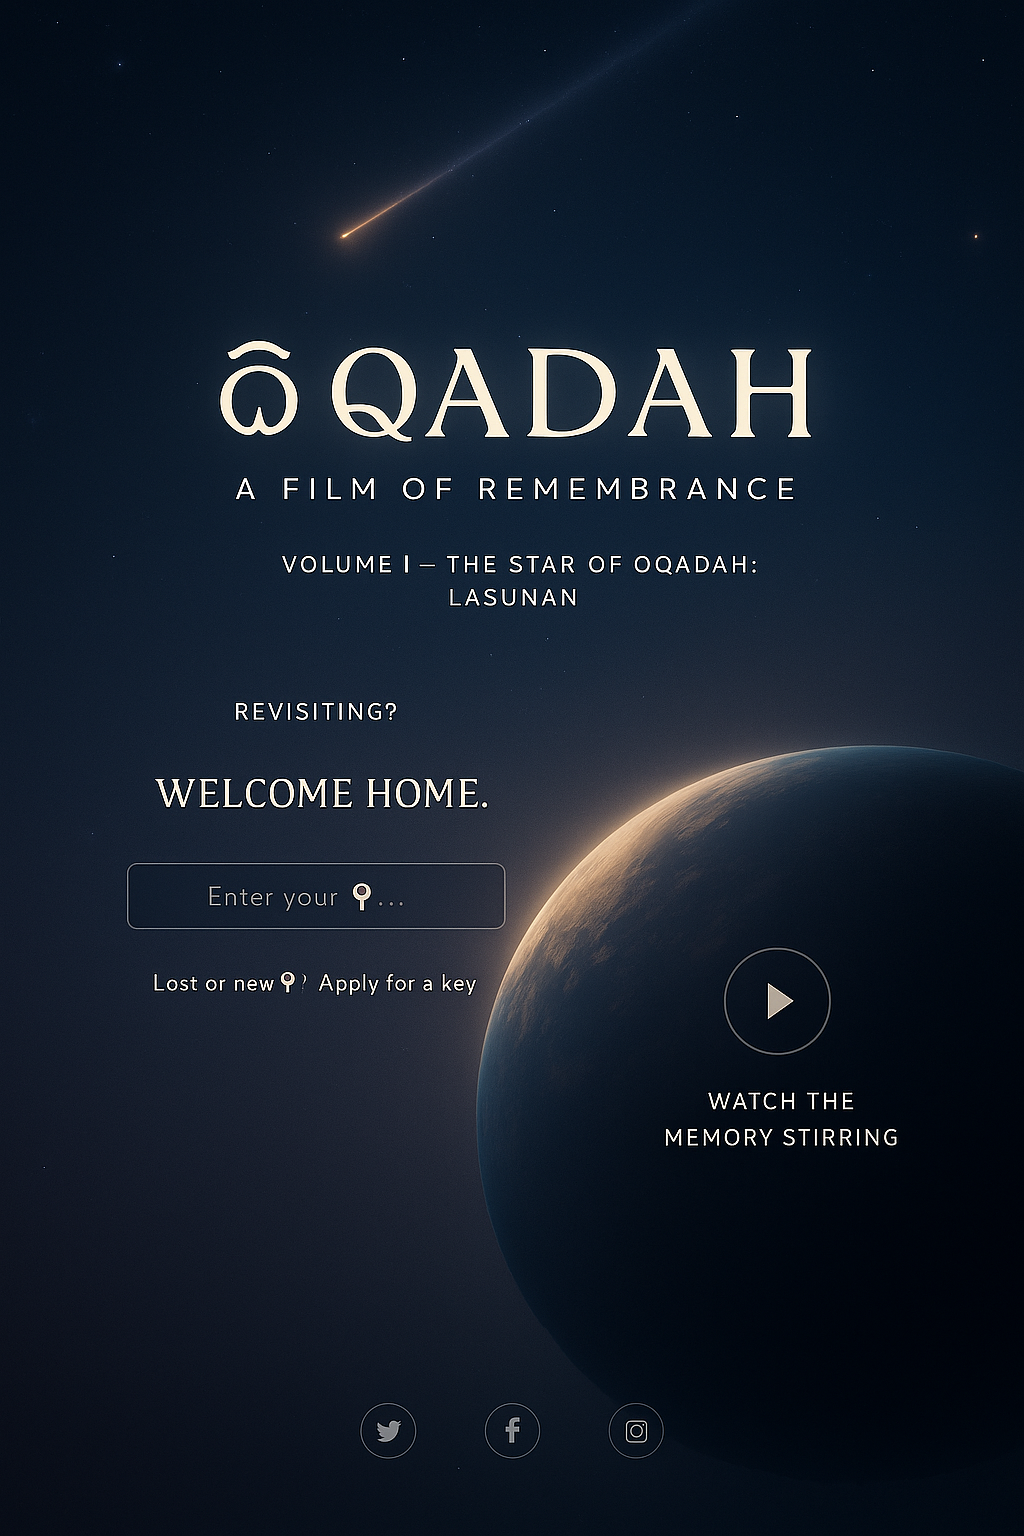 ⱺ̑ QADAH
A FILM OF REMEMBRANCE
VOLUME I – THE STAR OF OQADAH:
LASUNAN
REVISITING?
WELCOME HOME.
Enter your ...
Lost or new ? Apply for a key
WATCH THE
MEMORY STIRRING